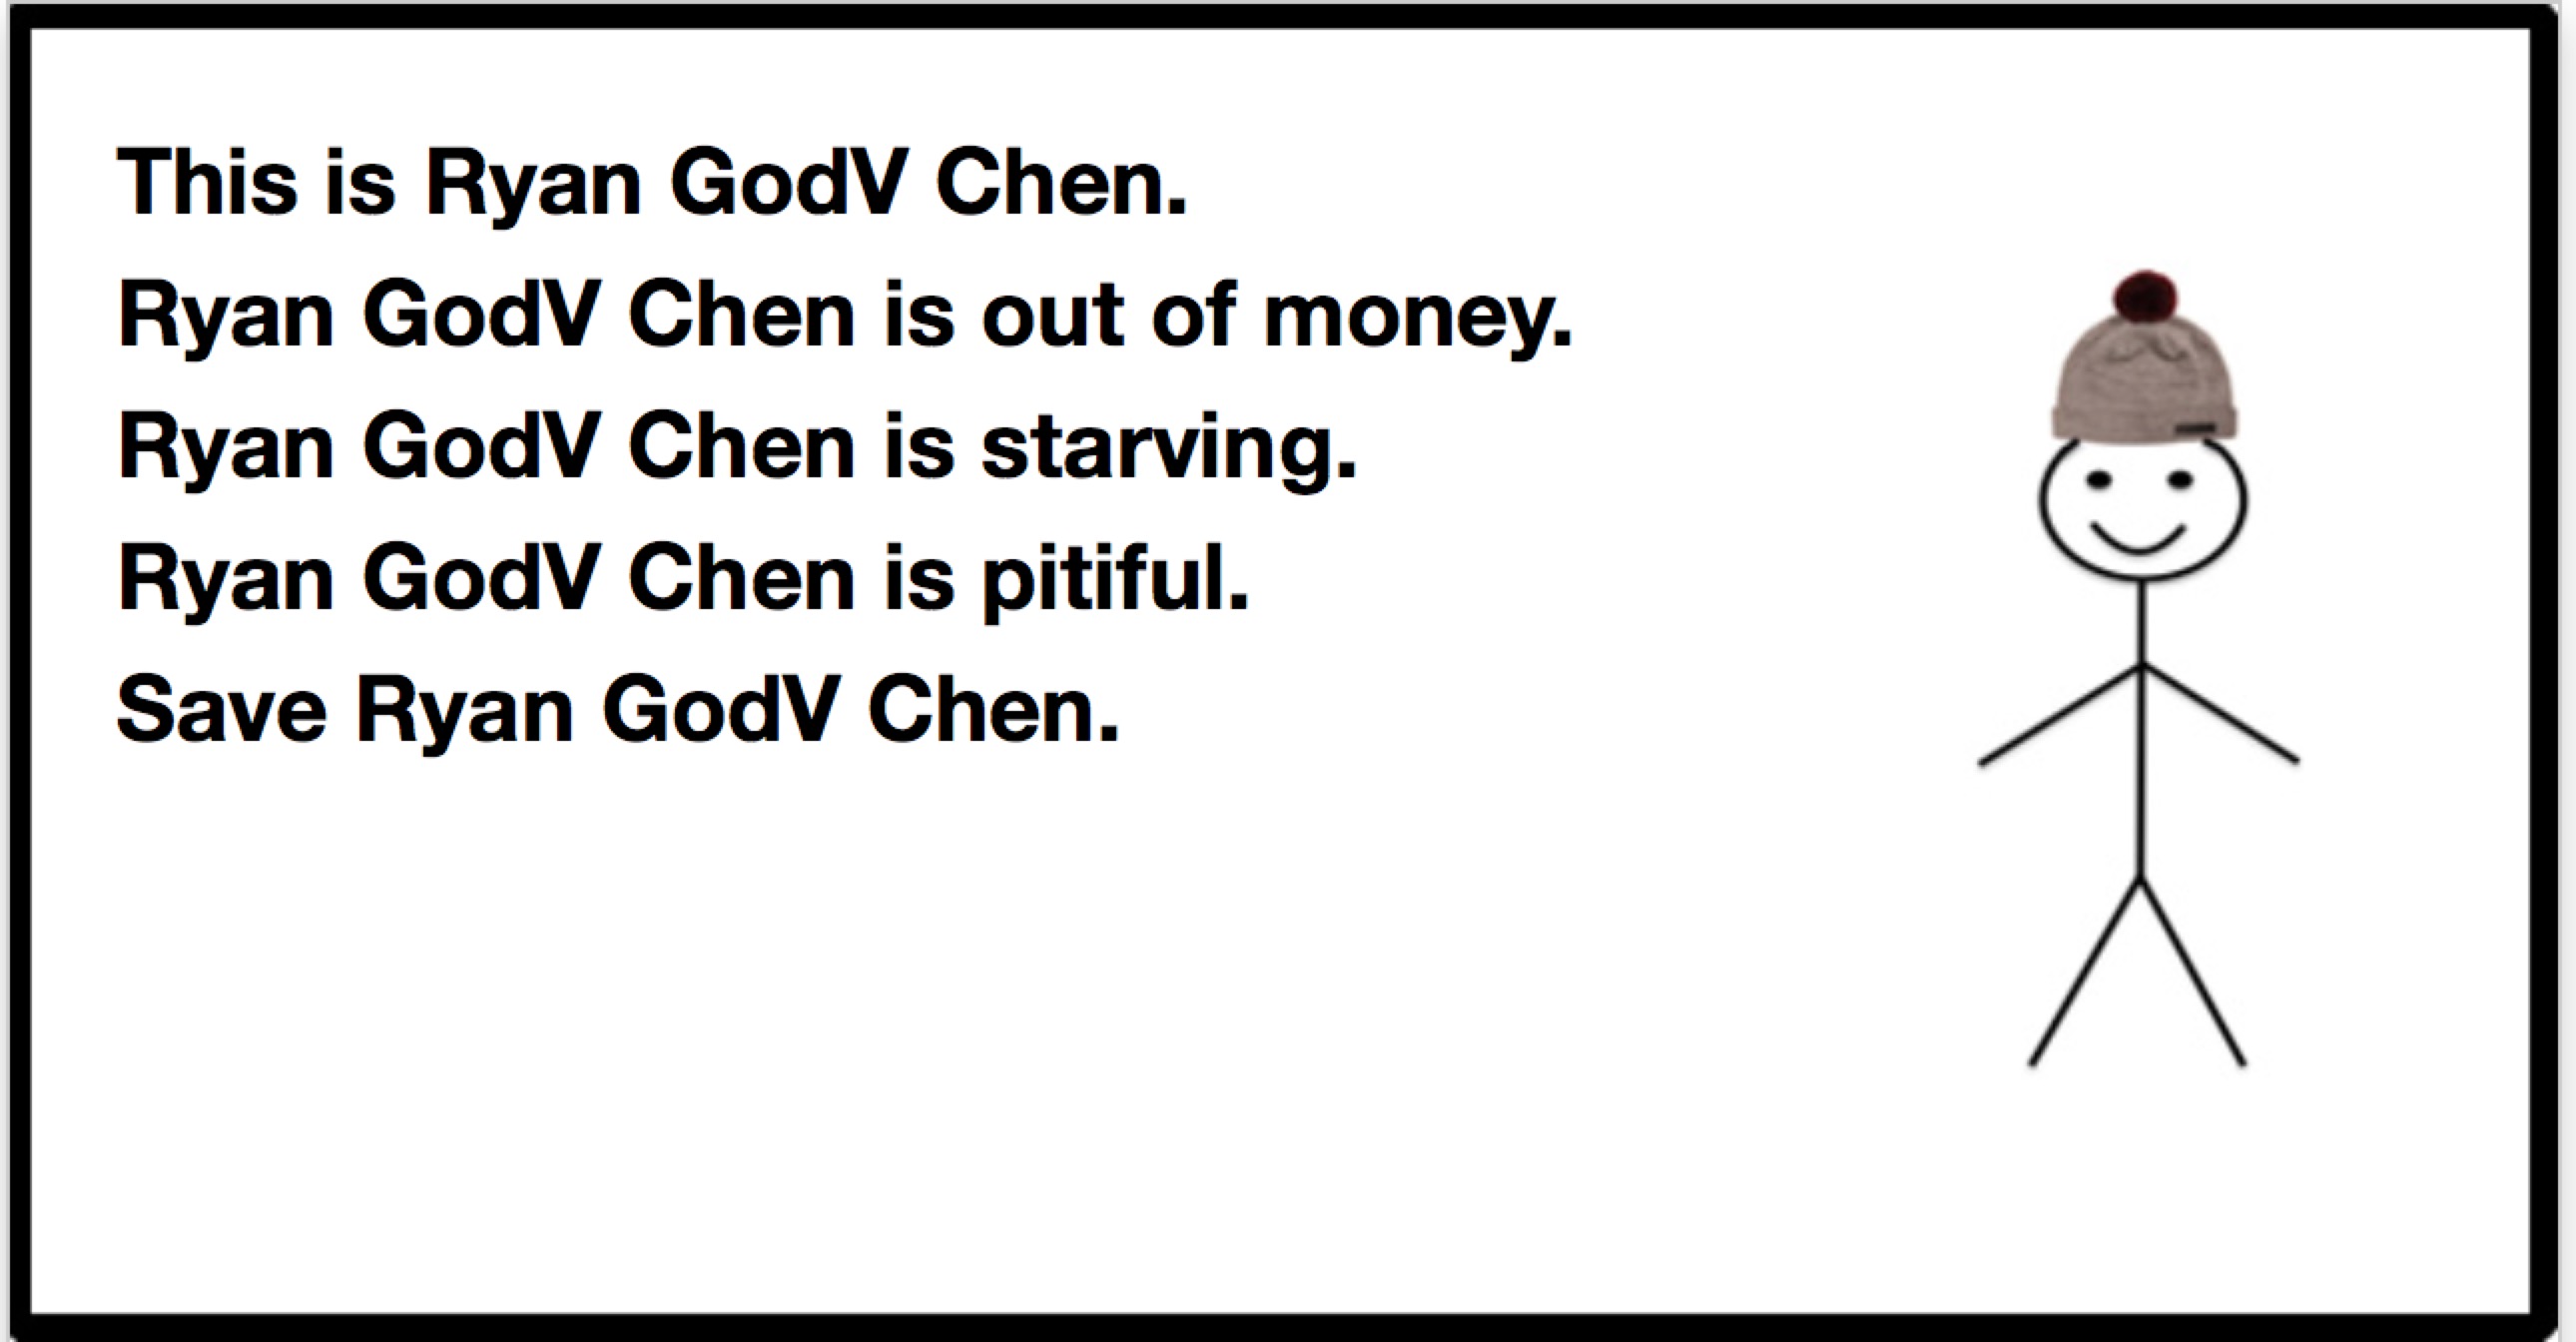 This is Ryan GodV Chen.
Ryan GodV Chen is out of money.
Ryan GodV Chen is starving.
Ryan GodV Chen is pitiful.
Save Ryan GodV Chen.